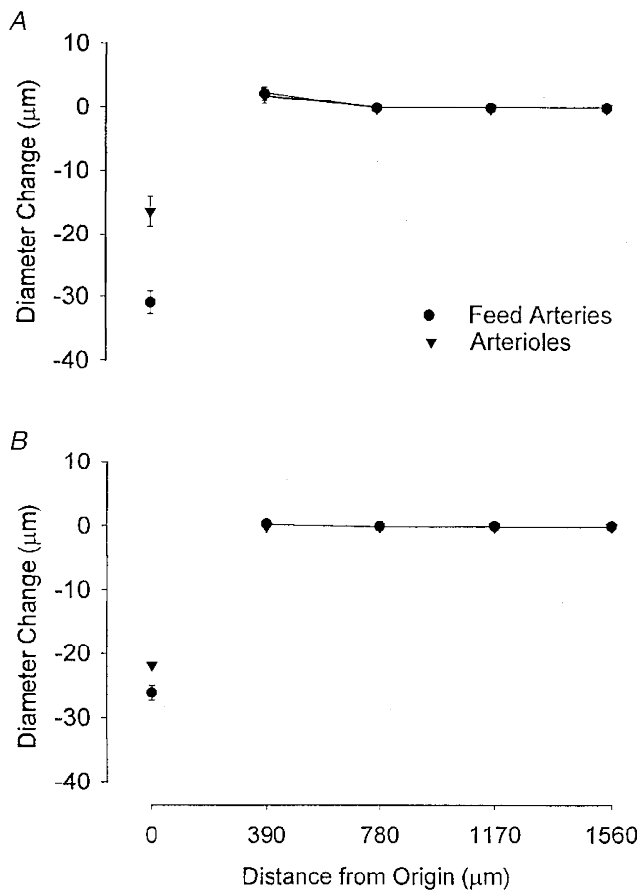 A
10
0
-10
-20
-30
-40
Diameter Change (μm)
Feed Arteries
Arterioles
B
10
0
-10
-20
-30
-40
Diameter Change (μm)
0 390 780 1170 1560
Distance from Origin (μm)